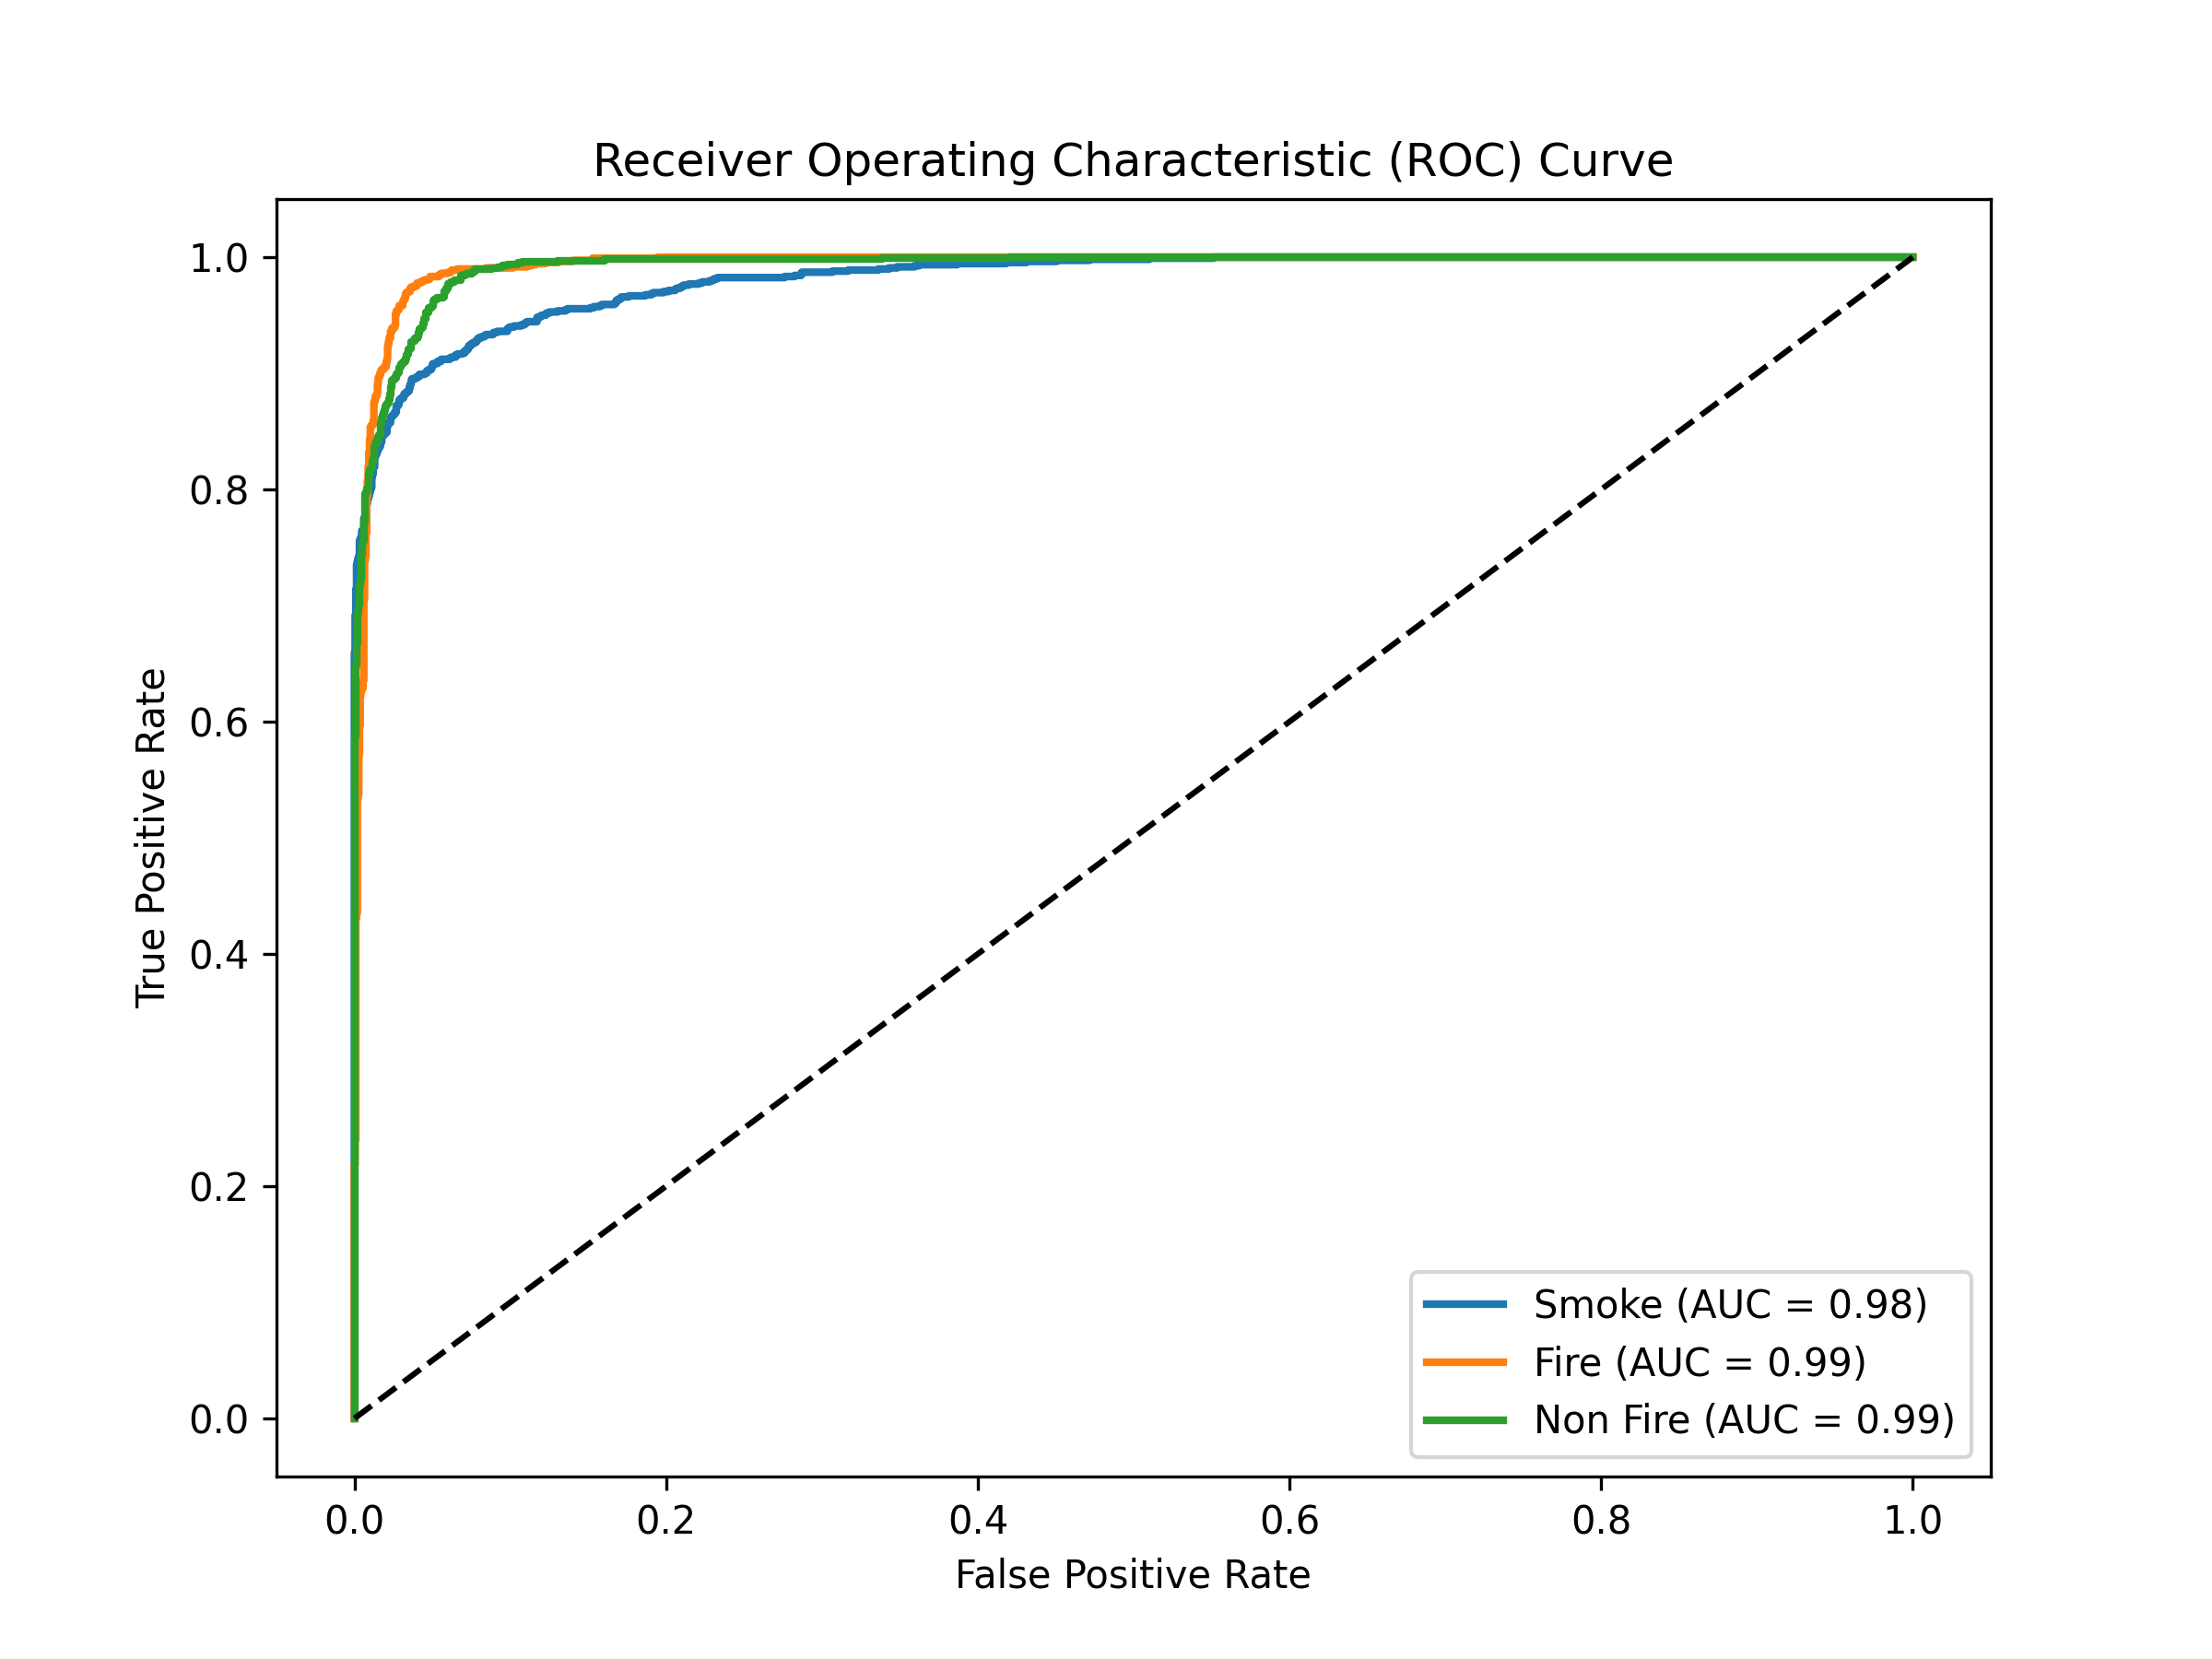 Receiver Operating Characteristic (ROC) Curve
1.0
0.8
0.6
0.4
0.2
0.0
True Positive Rate
0.0 0.2 0.4 0.6 0.8 1.0
False Positive Rate
Smoke (AUC = 0.98)
Fire (AUC = 0.99)
Non Fire (AUC = 0.99)